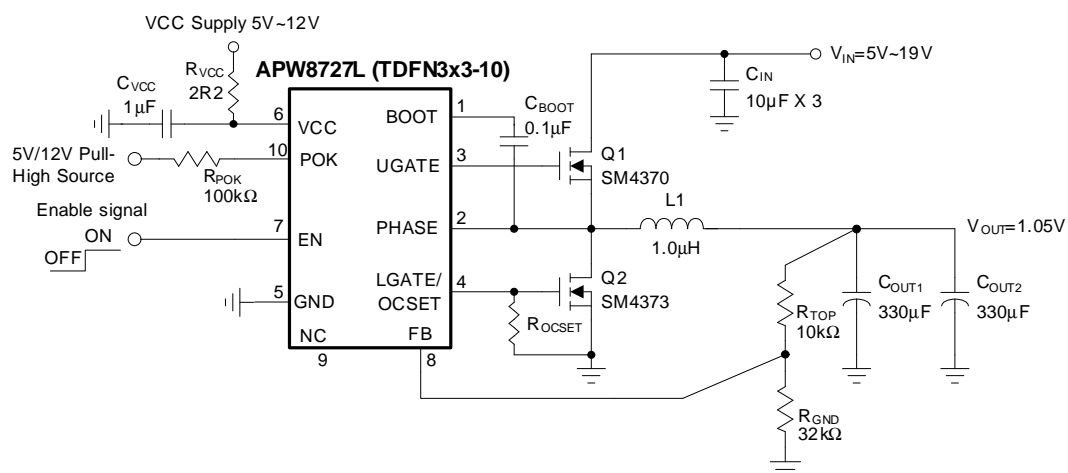 VCC Supply 5V~12V
RVCC
2R2
CVCC
1µF
APW8727L (TDFN3x3-10)
VIN=5V~19V
CIN
10µF X 3
6
VCC
1
BOOT
CBOOT
0.1µF
5V/12V Pull-
High Source
RPOK
100kΩ
10
POK
3
UGATE
Q1
SM4370
Enable signal
ON
OFF
7
EN
2
PHASE
L1
1.0µH
VOUT=1.05V
4
LGATE/
OCSET
Q2
SM4373
ROCSET
5
GND
NC
9
FB
8
RTOP
10kΩ
COUT1
330µF
COUT2
330µF
RGND
32kΩ